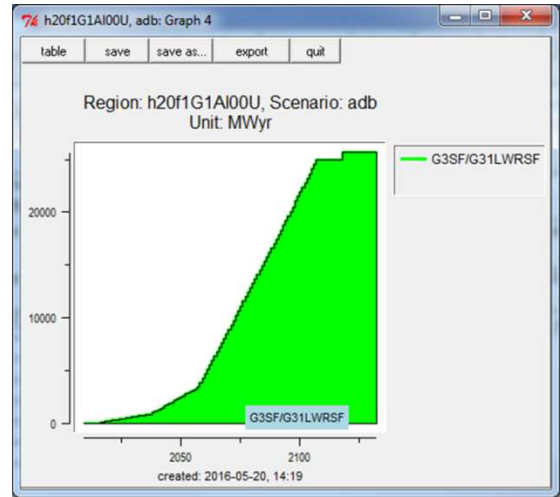 h20f1G1Al00U, adb: Graph 4
table save save as... export quit
Region: h20f1G1Al00U, Scenario: adb
Unit: MWyr
G3SF/G31LWRSF
20000
10000
0
G3SF/G31LWRSF
2050 2100
created: 2016-05-20, 14:19